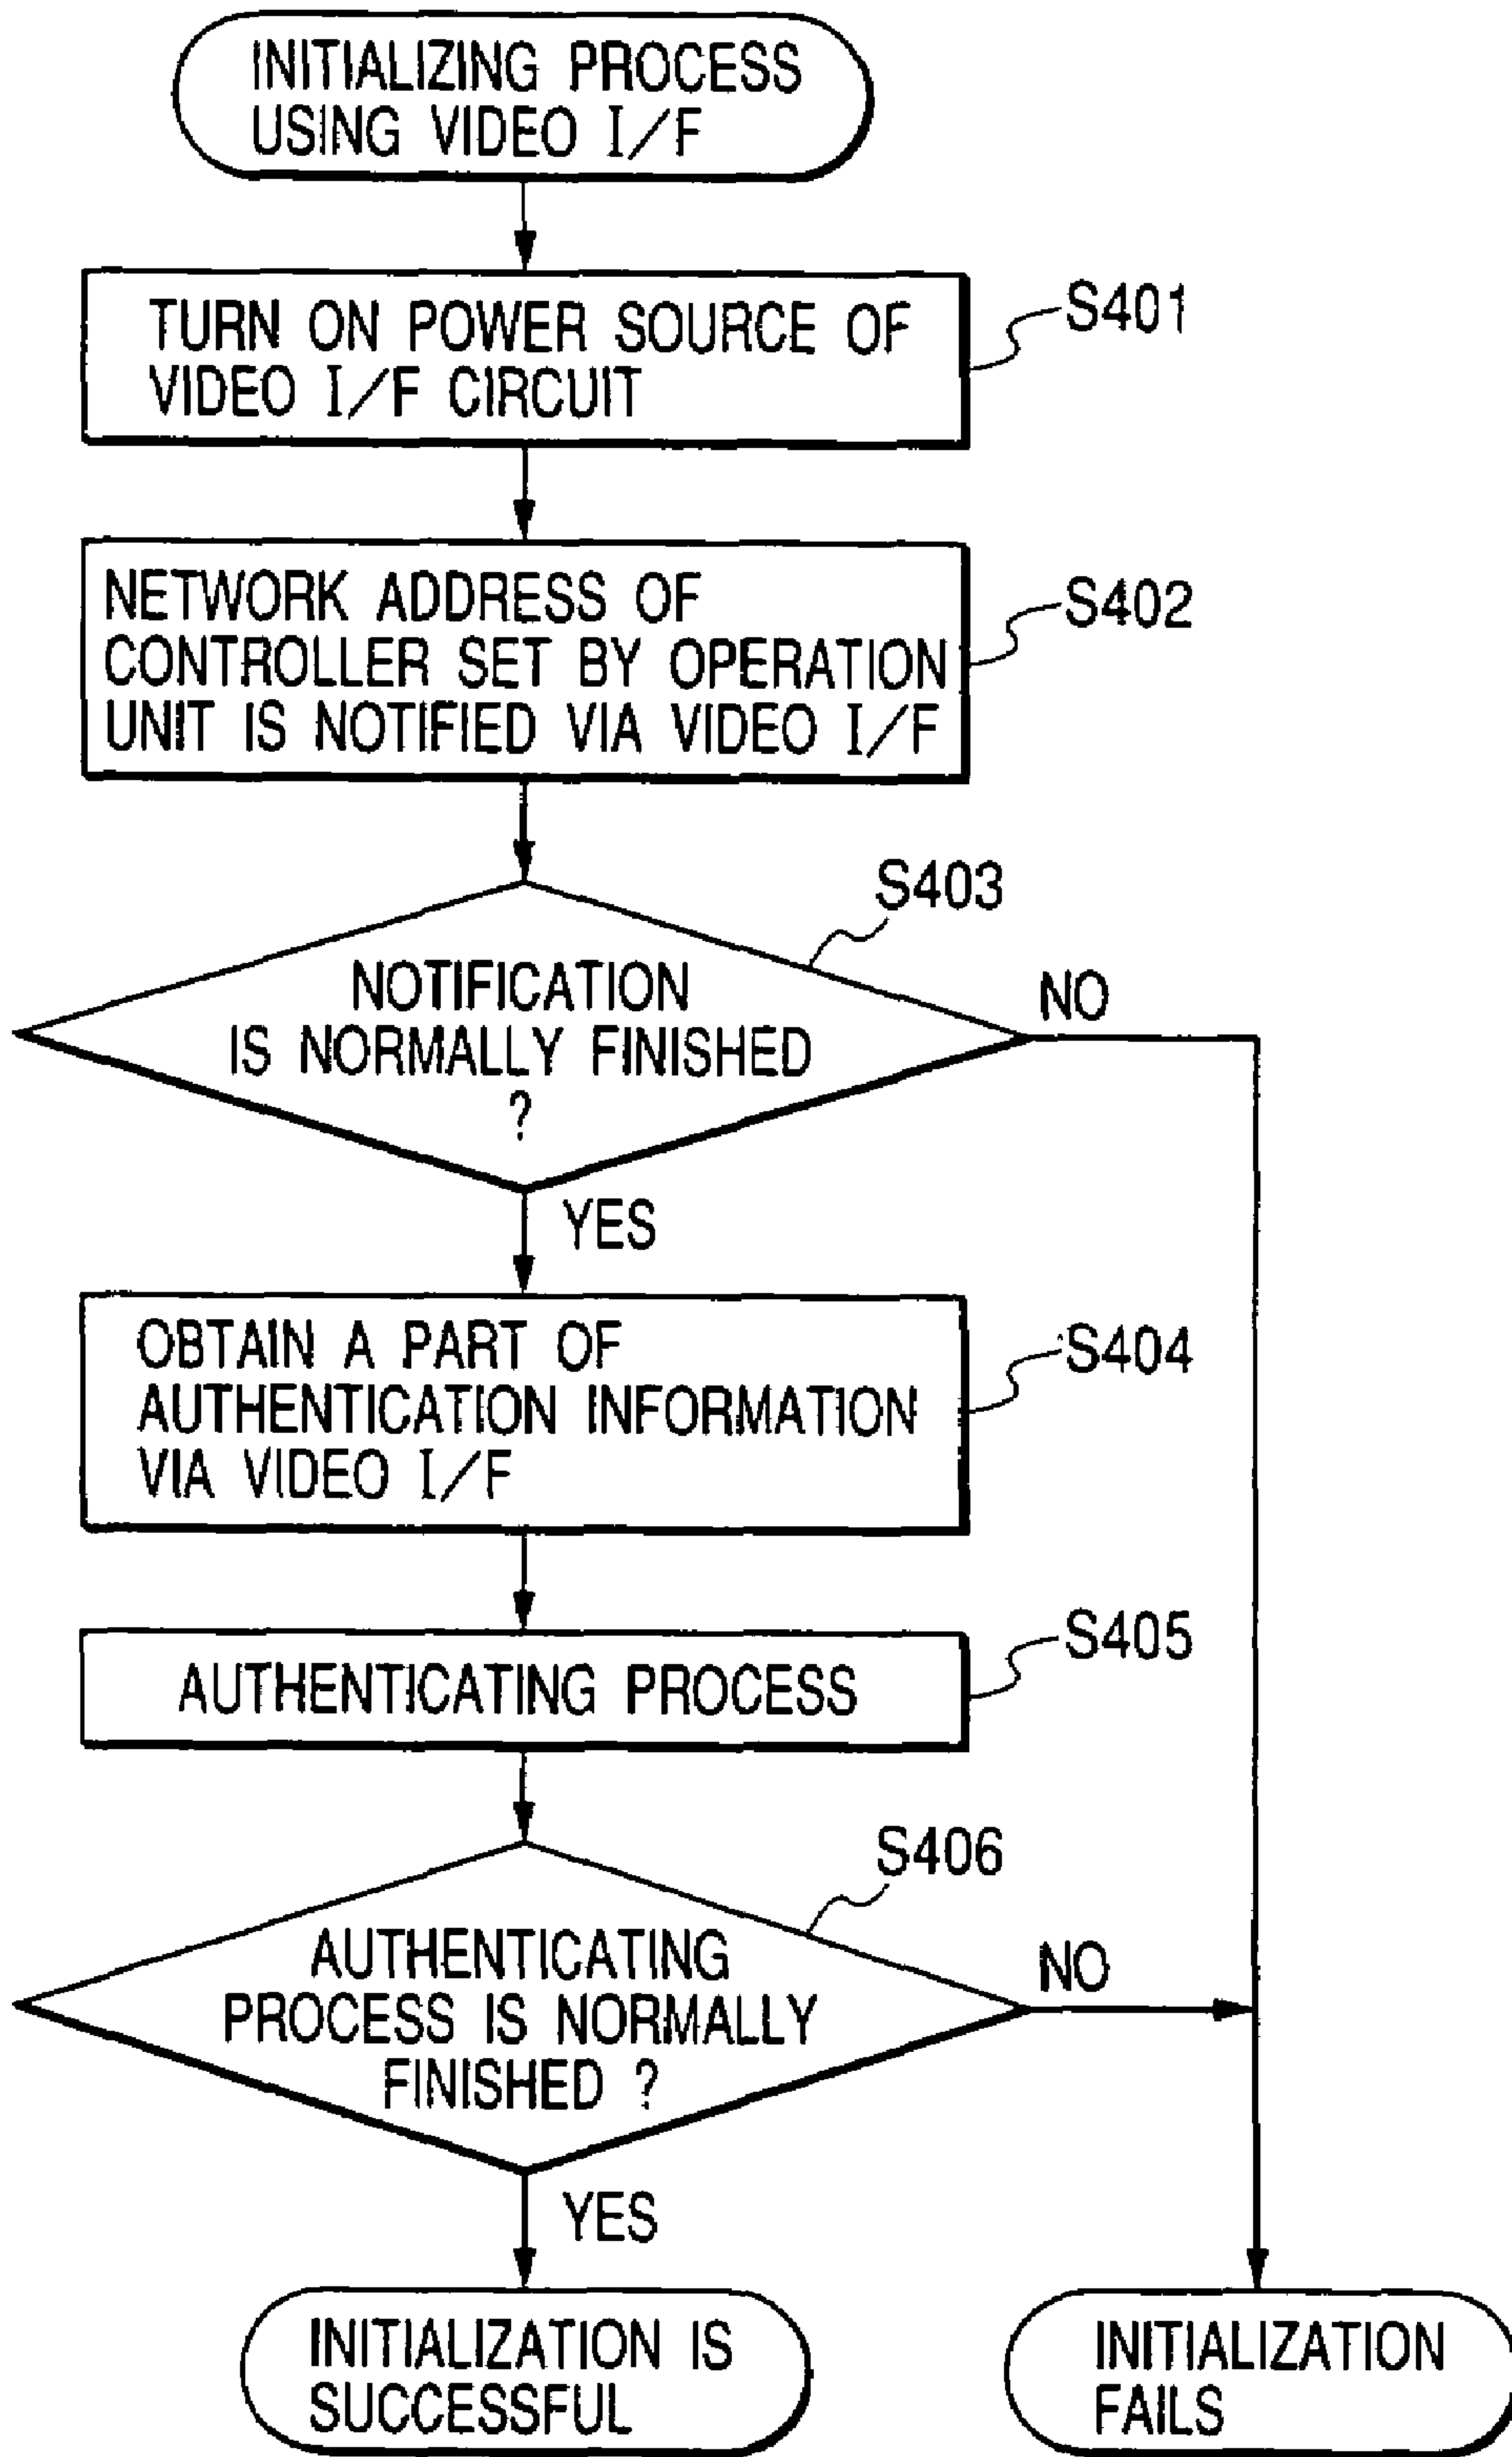 INITIALIZING PROCESS
USING VIDEO I/F
TURN ON POWER SOURCE OF
VIDEO I/F CIRCUIT
S401
NETWORK ADDRESS OF
CONTROLLER SET BY OPERATION
UNIT IS NOTIFIED VIA VIDEO I/F
S402
S403
NOTIFICATION
IS NORMALLY FINISHED
?
NO
YES
OBTAIN A PART OF
AUTHENTICATION INFORMATION
VIA VIDEO I/F
S404
AUTHENTICATING PROCESS
S405
S406
AUTHENTICATING
PROCESS IS NORMALLY
FINISHED ?
NO
YES
INITIALIZATION IS
SUCCESSFUL
INITIALIZATION
FAILS